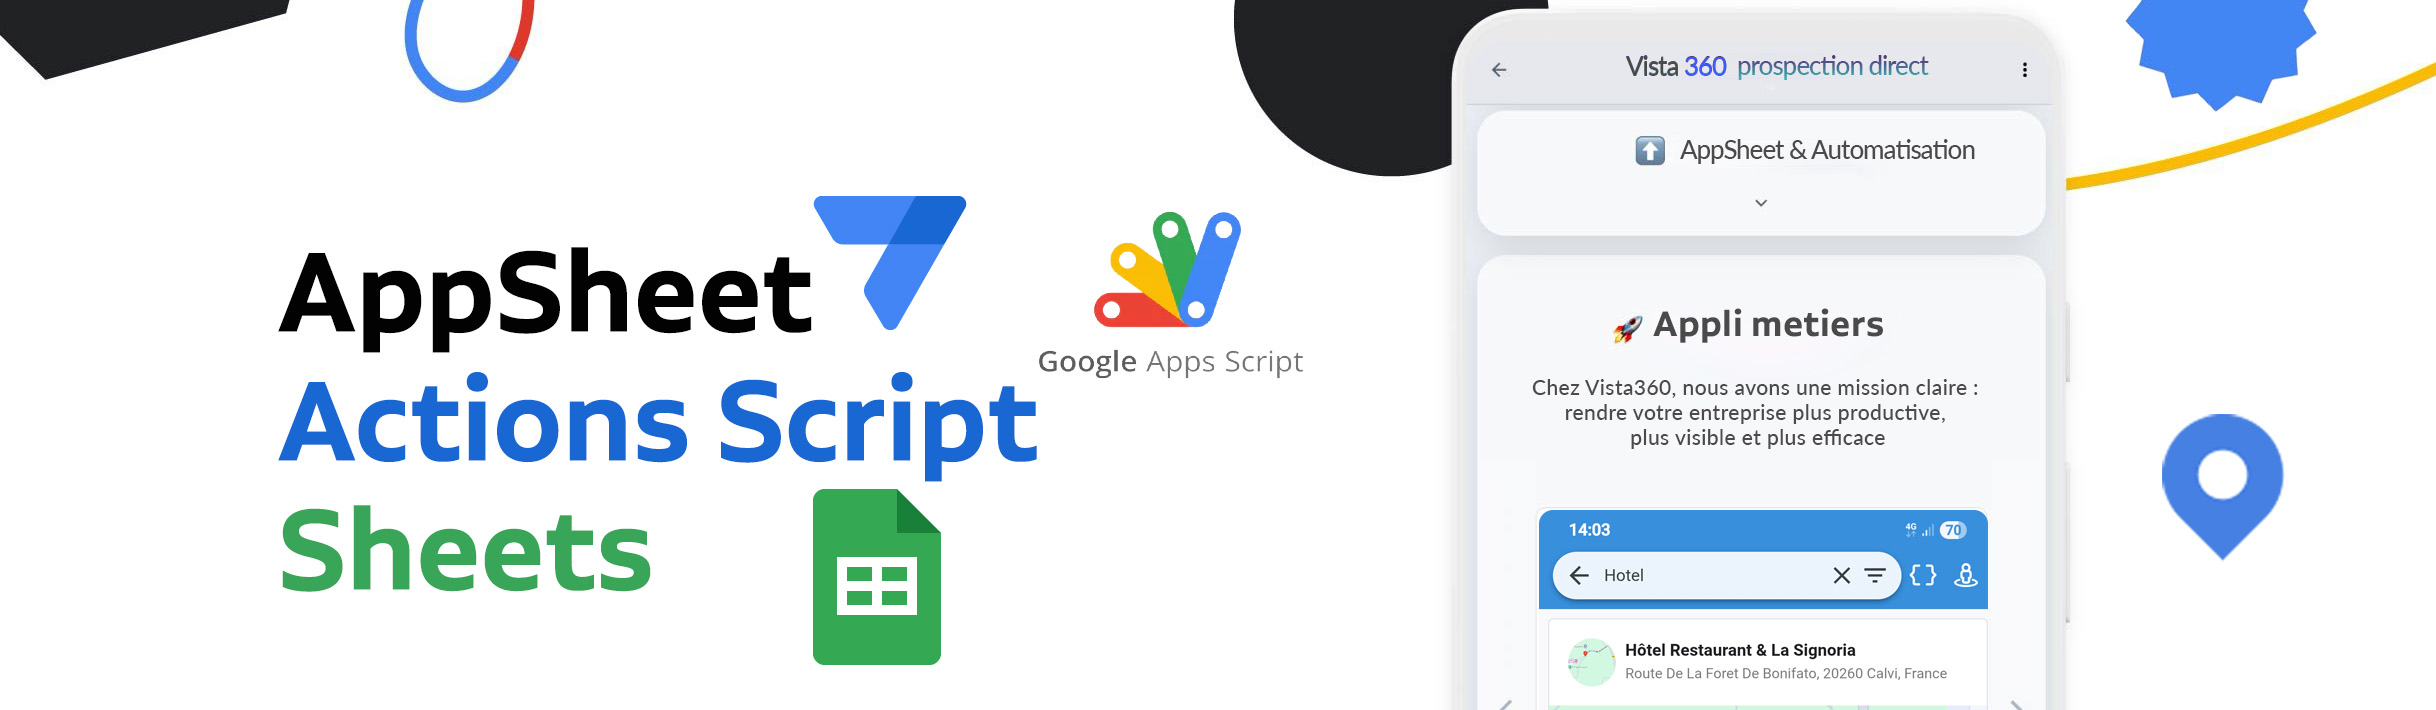 AppSheet
Actions Script
Sheets
Google Apps Script
Vista 360 prospection direct
AppSheet & Automatisation
Appli metiers
Chez Vista360, nous avons une mission claire :
rendre votre entreprise plus productive,
plus visible et plus efficace
14:03
4G
70
Hotel
Hôtel Restaurant & La Signoria
Route De La Foret De Bonifato, 20260 Calvi, France